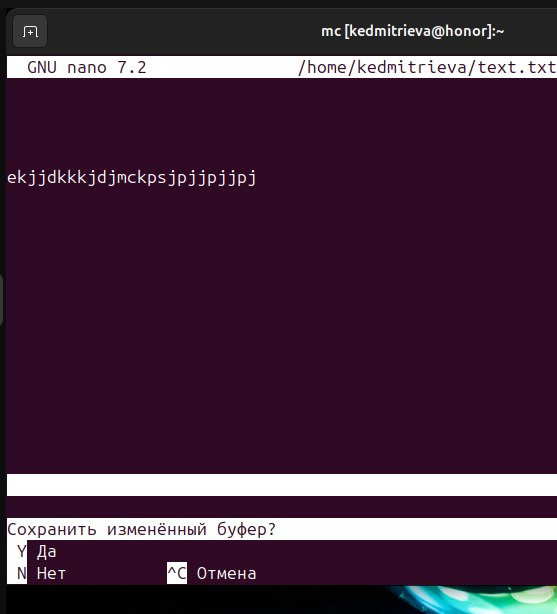 mc [kedmitrieva@honor]:~
GNU nano 7.2 /home/kedmitrieva/text.txt
ekjjdkkkjdjmckpsjpjjpjjpj
Сохранить изменённый буфер?
Y Да
N Нет ^C Отмена